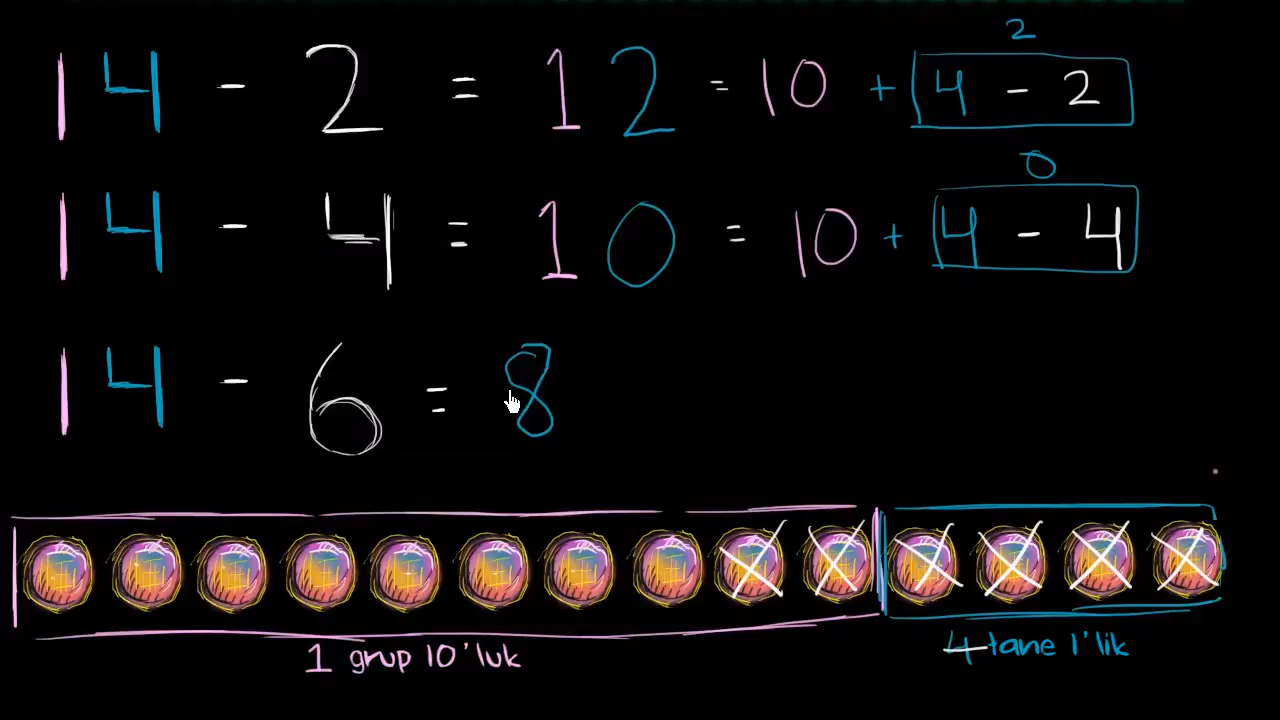 2
14 - 2 = 12 = 10 + 4 - 2
0
14 - 4 = 10 = 10 + 4 - 4
14 - 6 = 8
1 grup 10'luk
4 tane 1'lik